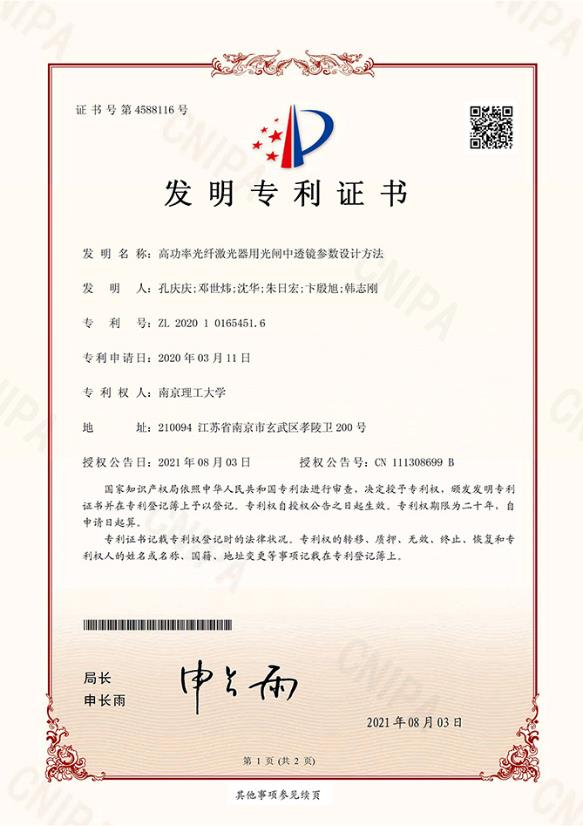 证书号第4588116号
发明专利证书
发明名称：高功率光纤激光器用光闸中透镜参数设计方法
发明人：孔庆庆;邓世炜;沈华;朱日宏;卞殷旭;韩志刚
专利号：ZL 2020 1 0165451.6
专利申请日：2020年03月11日
专利权人：南京理工大学
地址：210094 江苏省南京市玄武区孝陵卫200号
授权公告日：2021年08月03日 授权公告号：CN 111308699 B
国家知识产权局依照中华人民共和国专利法进行审查，决定授予专利权，颁发发明专利
证书并在专利登记簿上予以登记。专利权自授权公告之日起生效。专利权期限为二十年，自
申请日起算。
专利证书记载专利权登记时的法律状况。专利权的转移、质押、无效、终止、恢复和专
利权人的姓名或名称、国籍、地址变更等事项记载在专利登记簿上。
局长
申长雨
申长雨
2021年08月03日
第 1 页 (共 2 页)
其他事项参见续页
CNIPA
CNIPA
CNIPA
CNIPA
CNIPA